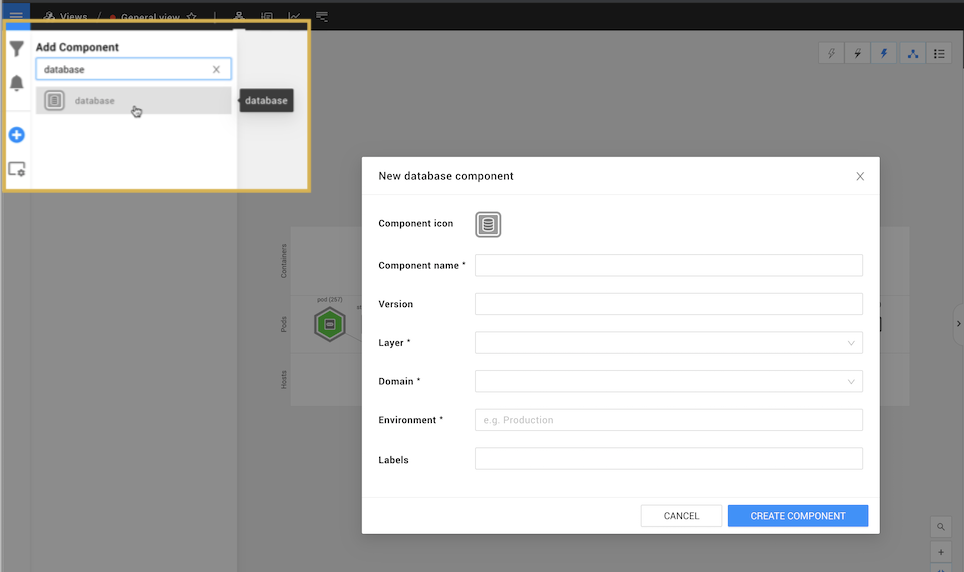 Views / General view
Add Component
database
database
database
New database component
Component icon
Component name *
Version
Layer *
Domain *
Environment * e.g. Production
Labels
CANCEL CREATE COMPONENT
Containers
pod (257)
Pods
Hosts